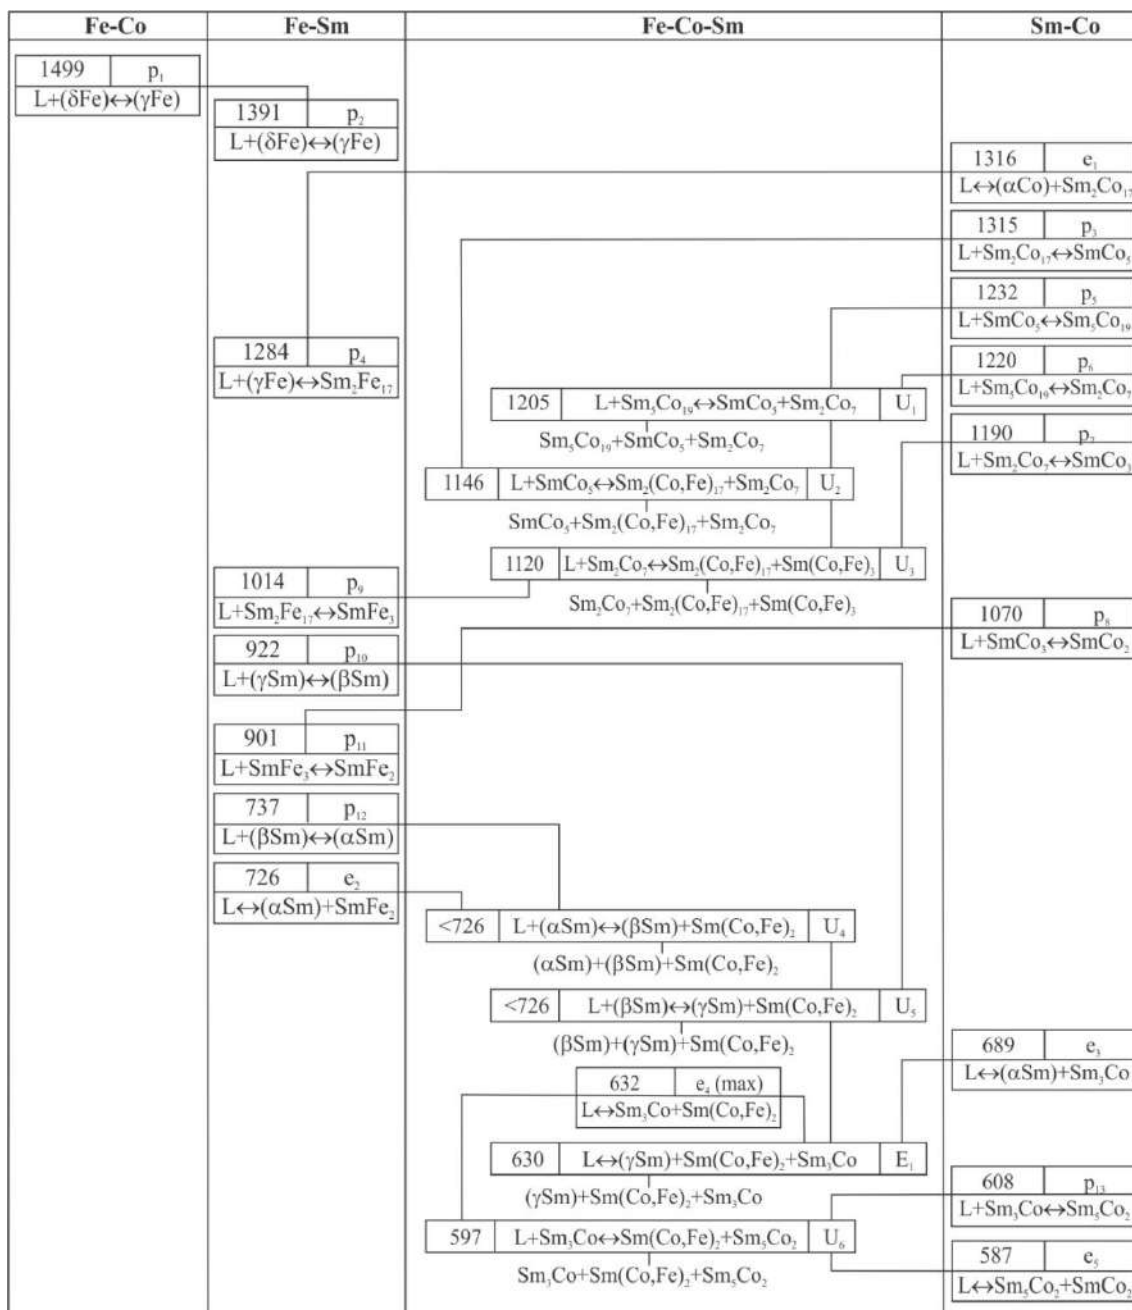 Fe-Co
Fe-Sm
Fe-Co-Sm
Sm-Co
1499 p₁
L+(δFe)↔(γFe)
1391 p₂
L+(δFe)↔(γFe)
1316 e₁
L↔(αCo)+Sm₂Co₁₇
1315 p₃
L+Sm₂Co₁₇↔SmCo₅
1232 p₅
L+SmCo₅↔Sm₅Co₁₉
1284 p₄
L+(γFe)↔Sm₂Fe₁₇
1220 p₆
L+Sm₅Co₁₉↔Sm₂Co₇
1205 L+Sm₅Co₁₉↔SmCo₅+Sm₂Co₇ U₁
Sm₅Co₁₉+SmCo₅+Sm₂Co₇
1190 p₇
L+Sm₂Co₇↔SmCo₃
1146 L+SmCo₅↔Sm₂(Co,Fe)₁₇+Sm₂Co₇ U₂
SmCo₅+Sm₂(Co,Fe)₁₇+Sm₂Co₇
1120 L+Sm₂Co₇↔Sm₂(Co,Fe)₁₇+Sm(Co,Fe)₃ U₃
Sm₂Co₇+Sm₂(Co,Fe)₁₇+Sm(Co,Fe)₃
1014 p₉
L+Sm₂Fe₁₇↔SmFe₃
1070 p₈
L+SmCo₃↔SmCo₂
922 p₁₀
L+(γSm)↔(βSm)
901 p₁₁
L+SmFe₃↔SmFe₂
737 p₁₂
L+(βSm)↔(αSm)
726 e₂
L↔(αSm)+SmFe₂
<726 L+(αSm)↔(βSm)+Sm(Co,Fe)₂ U₄
(αSm)+(βSm)+Sm(Co,Fe)₂
<726 L+(βSm)↔(γSm)+Sm(Co,Fe)₂ U₅
(βSm)+(γSm)+Sm(Co,Fe)₂
689 e₃
L↔(αSm)+Sm₃Co
632 e₄ (max)
L↔Sm₃Co+Sm(Co,Fe)₂
630 L↔(γSm)+Sm(Co,Fe)₂+Sm₃Co E₁
(γSm)+Sm(Co,Fe)₂+Sm₃Co
608 p₁₃
L+Sm₃Co↔Sm₅Co₂
597 L+Sm₃Co↔Sm(Co,Fe)₂+Sm₅Co₂ U₆
Sm₃Co+Sm(Co,Fe)₂+Sm₅Co₂
587 e₅
L↔Sm₅Co₂+SmCo₂